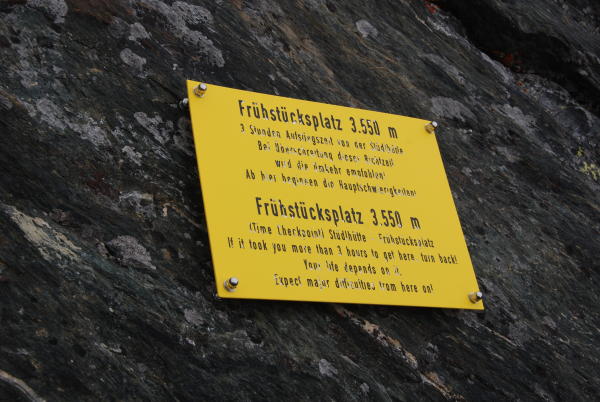 Frühstücksplatz 3.550 m
3 Stunden Aufstiegszeit von der Stüdlhütte
Bei Überschreitung dieser Richtzeit
wird die Umkehr empfohlen!
Ab hier beginnen die Hauptschwierigkeiten!
Frühstücksplatz 3.550 m
(Time Checkpoint) Stüdlhütte Frühstücksplatz
If it took you more than 3 hours to get here turn back!
Your life depends on it.
Expect major difficulties from here on!